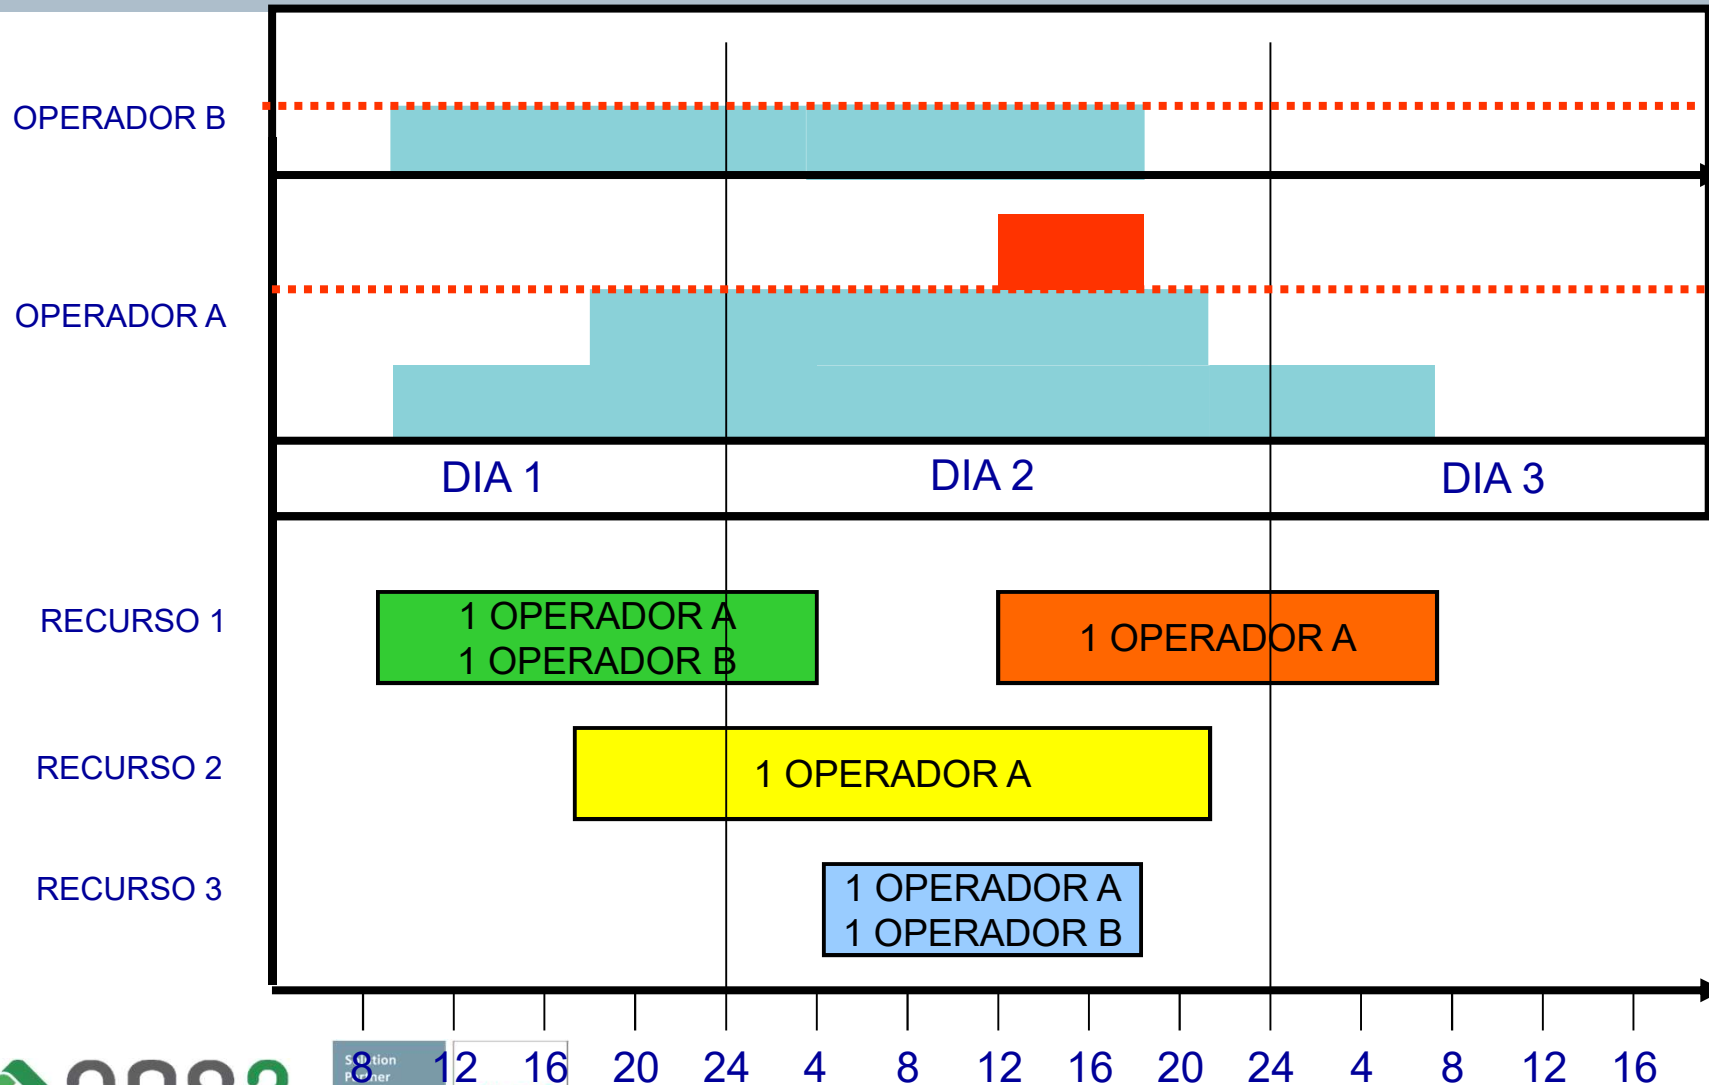 OPERADOR B
OPERADOR A
DIA 1 DIA 2 DIA 3
RECURSO 1
1 OPERADOR A
1 OPERADOR B
1 OPERADOR A
RECURSO 2
1 OPERADOR A
RECURSO 3
1 OPERADOR A
1 OPERADOR B
8 12 16 20 24 4 8 12 16 20 24 4 8 12 16